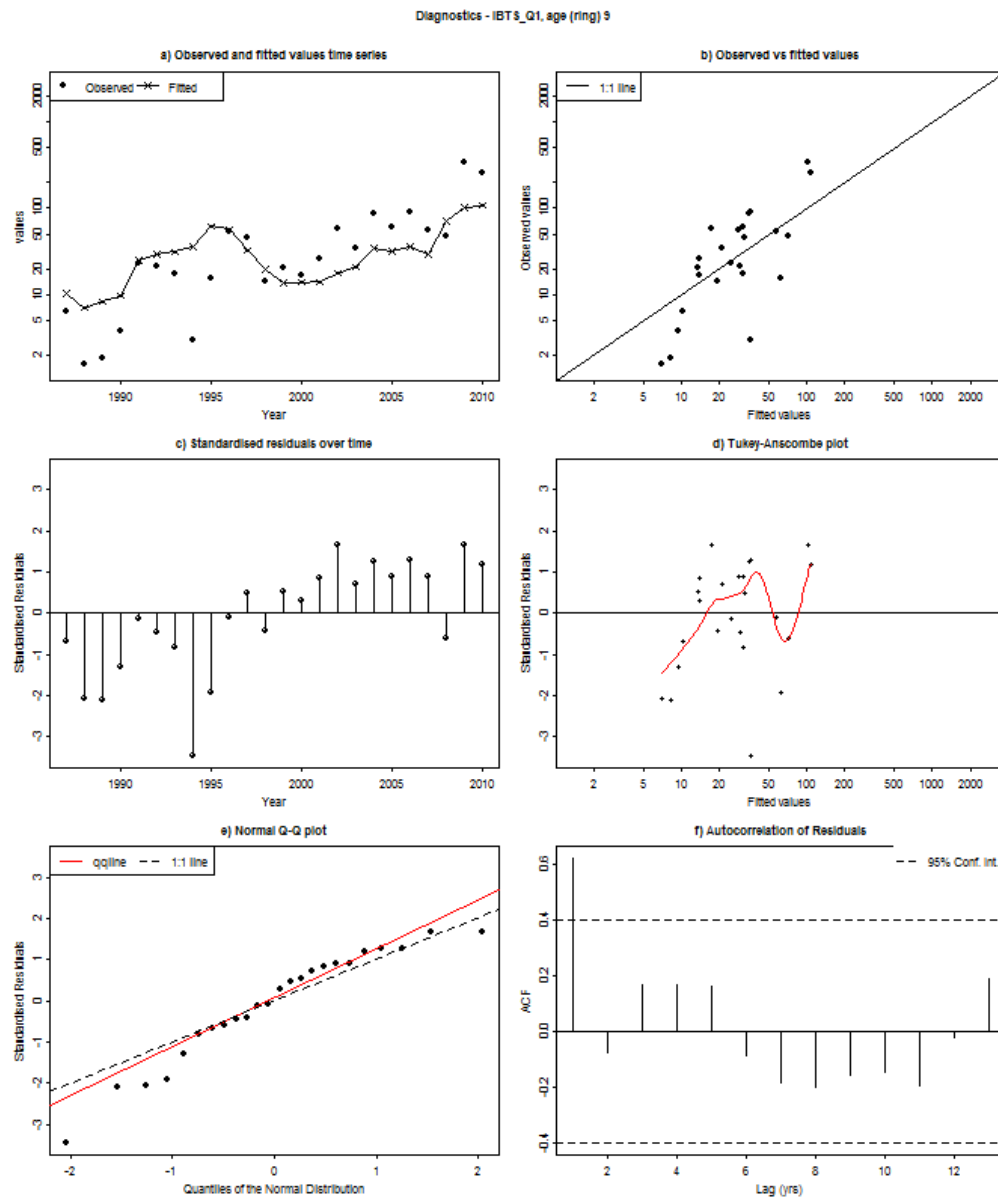 Diagnostics - IBTS_Q1, age (ring) 9
a) Observed and fitted values time series
Observed Fitted
values
2 5 10 20 50 100 500 2000
1990 1995 2000 2005 2010
Year
b) Observed vs fitted values
1:1 line
Observed values
2 5 10 20 50 100 500 2000
2 5 10 20 50 100 200 500 1000 2000
Fitted values
c) Standardised residuals over time
Standardised Residuals
-3 -2 -1 0 1 2 3
1990 1995 2000 2005 2010
Year
d) Tukey-Anscombe plot
Standardised Residuals
-3 -2 -1 0 1 2 3
2 5 10 20 50 100 200 500 1000 2000
Fitted values
e) Normal Q-Q plot
qqline 1:1 line
Standardised Residuals
-3 -2 -1 0 1 2 3
-2 -1 0 1 2
Quantiles of the Normal Distribution
f) Autocorrelation of Residuals
95% Conf. Int.
ACF
-0.4 -0.2 0.0 0.2 0.4 0.6
2 4 6 8 10 12
Lag (yrs)